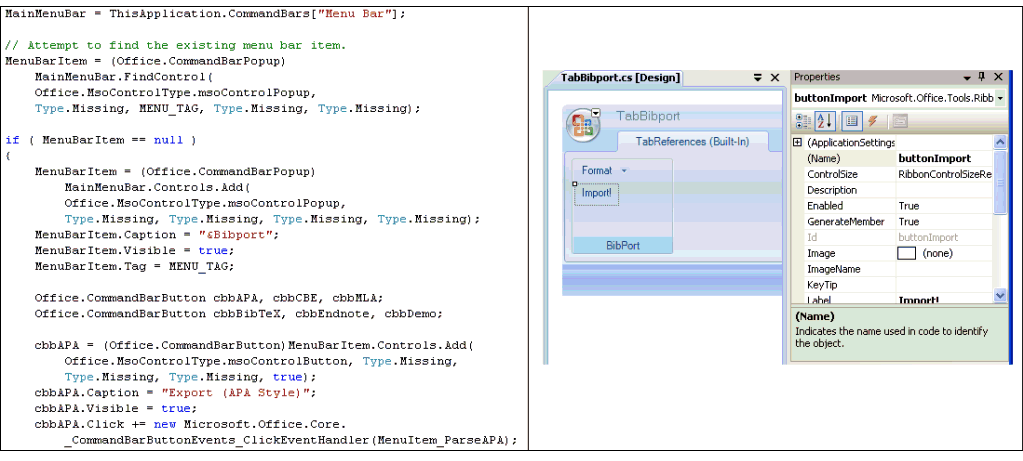 MainMenuBar = ThisApplication.CommandBars["Menu Bar"];
// Attempt to find the existing menu bar item.
MenuBarItem = (Office.CommandBarPopup)
MainMenuBar.FindControl(
Office.MsoControlType.msoControlPopup,
Type.Missing, MENU_TAG, Type.Missing, Type.Missing);
if ( MenuBarItem == null )
{
MenuBarItem = (Office.CommandBarPopup)
MainMenuBar.Controls.Add(
Office.MsoControlType.msoControlPopup,
Type.Missing, Type.Missing, Type.Missing, Type.Missing);
MenuBarItem.Caption = "&Bibport";
MenuBarItem.Visible = true;
MenuBarItem.Tag = MENU_TAG;
Office.CommandBarButton cbbAPA, cbbCBE, cbbMLA;
Office.CommandBarButton cbbBibTeX, cbbEndnote, cbbDemo;
cbbAPA = (Office.CommandBarButton)MenuBarItem.Controls.Add(
Office.MsoControlType.msoControlButton, Type.Missing,
Type.Missing, Type.Missing, true);
cbbAPA.Caption = "Export (APA Style)";
cbbAPA.Visible = true;
cbbAPA.Click += new Microsoft.Office.Core.
_CommandBarButtonEvents_ClickEventHandler(MenuItem_ParseAPA);
TabBibport.cs [Design]
TabBibport
TabReferences (Built-In)
Format
Import!
BibPort
Properties
buttonImport Microsoft.Office.Tools.Ribb
(ApplicationSettings
(Name) buttonImport
ControlSize RibbonControlSizeRe
Description
Enabled True
GenerateMember True
Id buttonImport
Image (none)
ImageName
KeyTip
Label Import!
(Name)
Indicates the name used in code to identify
the object.